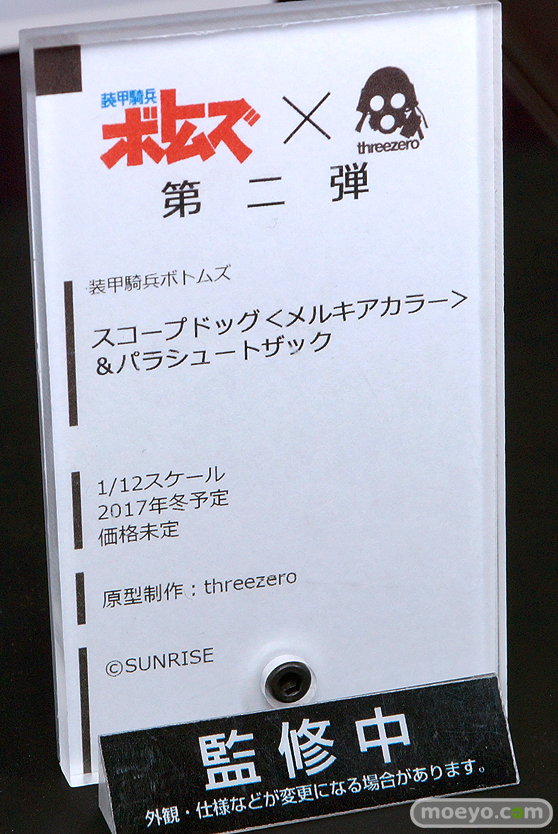 装甲騎兵
ボトムズ × threezero
第二弾
装甲騎兵ボトムズ
スコープドッグ<メルキアカラー>
&パラシュートザック
1/12スケール
2017年冬予定
価格未定
原型制作：threezero
©SUNRISE
監修中
外観・仕様などが変更になる場合があります。
moeyo.com